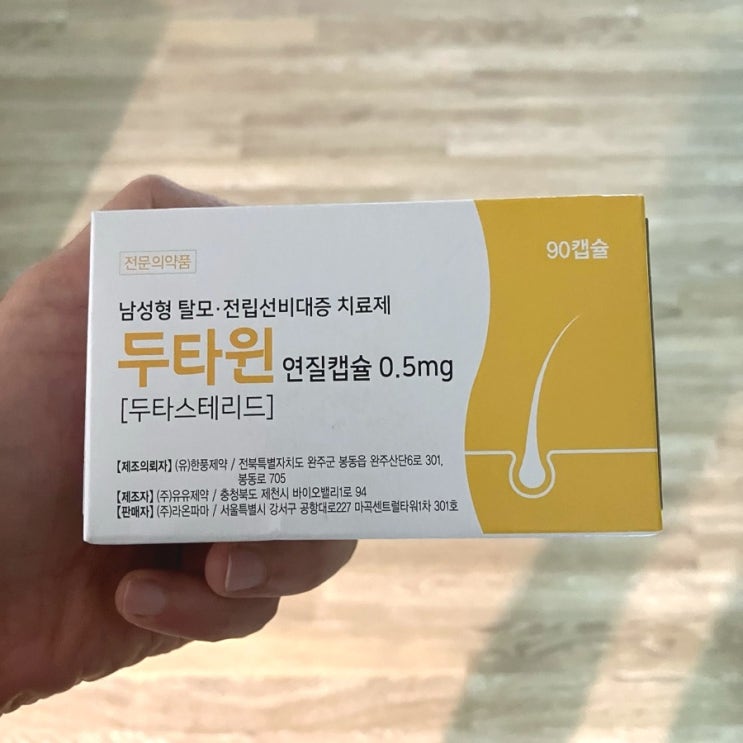 전문의약품
90캡슐
남성형 탈모·전립선비대증 치료제
두타윈 연질캡슐 0.5mg
[두타스테리드]
【제조의뢰자】 (유)한풍제약 / 전북특별자치도 완주군 봉동읍 완주산단6로 301,
봉동로 705
【제조자】 (주)유유제약 / 충청북도 제천시 바이오밸리1로 94
【판매자】 (주)라온파마 / 서울특별시 강서구 공항대로227 마곡센트럴타워1차 301호